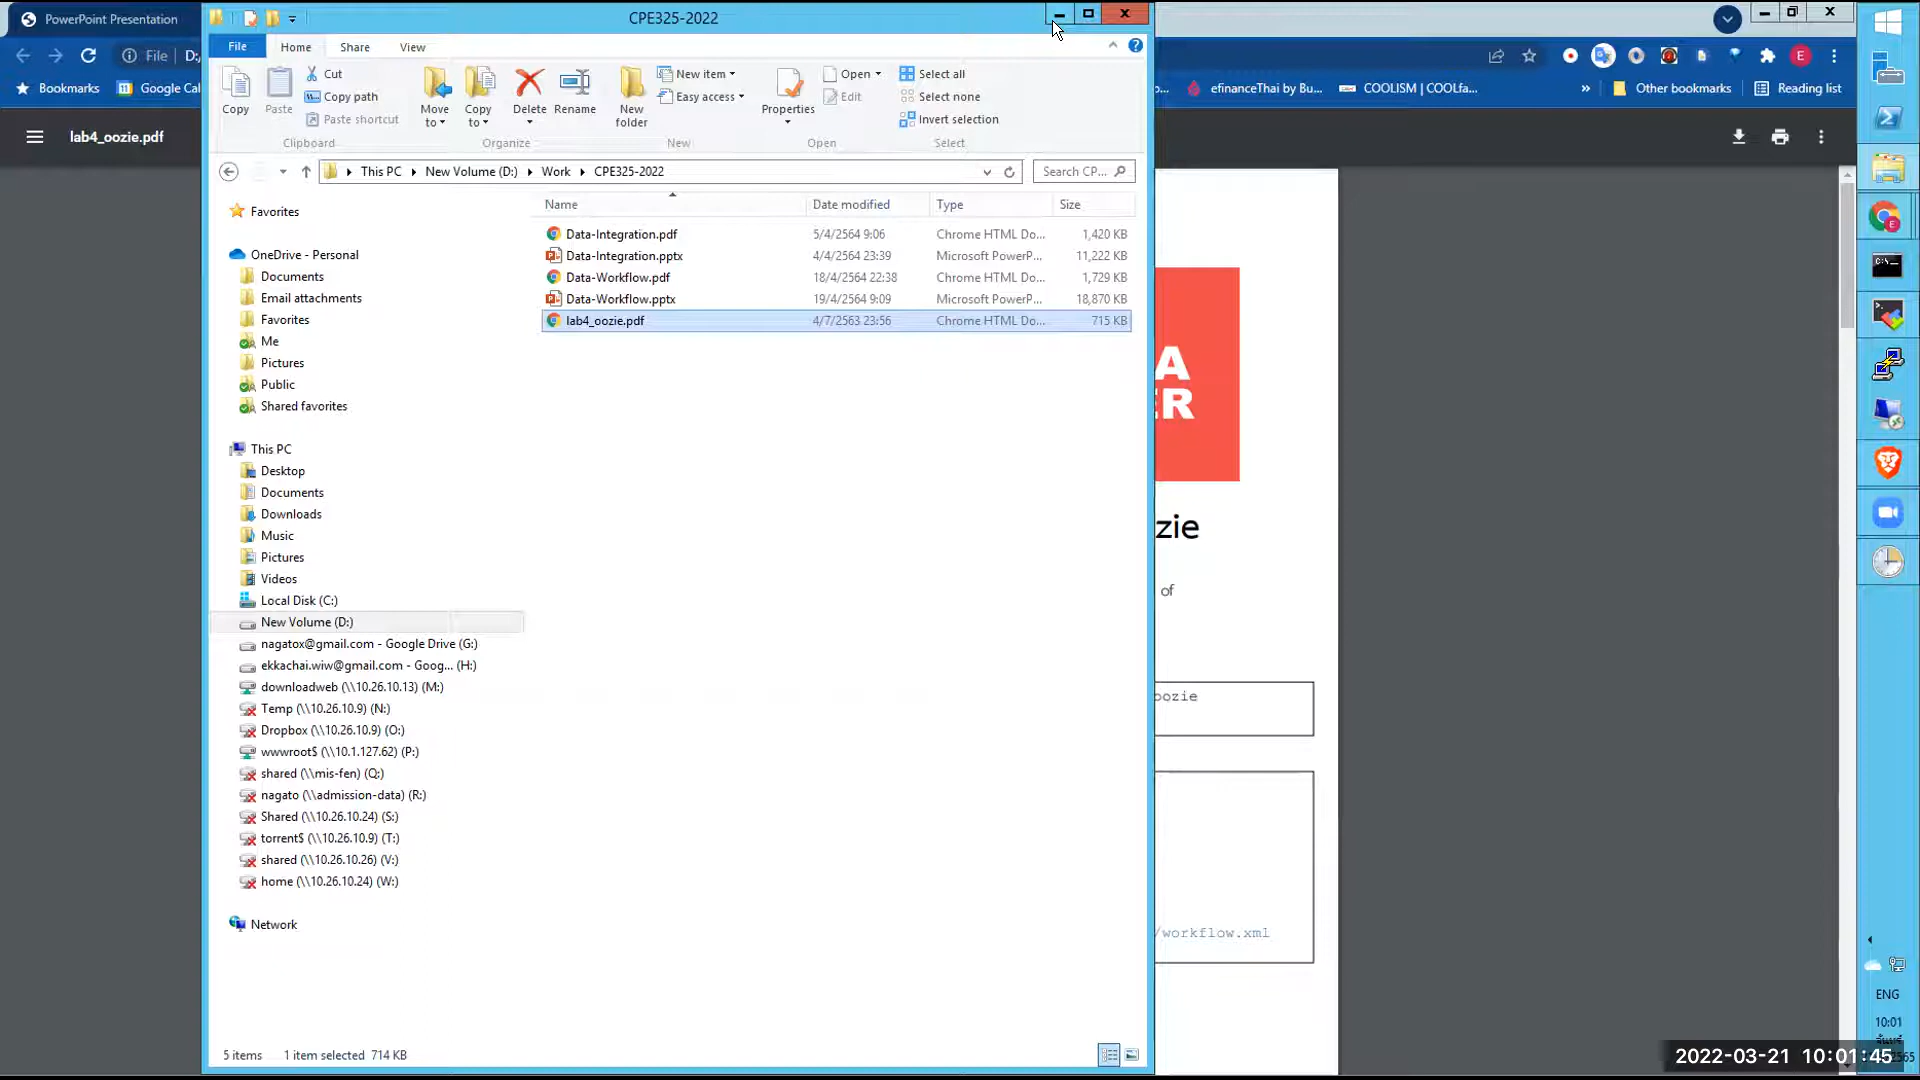 PowerPoint Presentation
File
D:/
Bookmarks
Google Cal
lab4_oozie.pdf
CPE325-2022
File
Home
Share
View
Copy
Paste
Cut
Copy path
Paste shortcut
Clipboard
Move to
Copy to
Delete
Rename
Organize
New folder
New item
Easy access
New
Properties
Open
Edit
Open
Select all
Select none
Invert selection
Select
This PC
New Volume (D:)
Work
CPE325-2022
Search CP...
Favorites
OneDrive - Personal
Documents
Email attachments
Favorites
Me
Pictures
Public
Shared favorites
This PC
Desktop
Documents
Downloads
Music
Pictures
Videos
Local Disk (C:)
New Volume (D:)
nagatox@gmail.com - Google Drive (G:)
ekkachai.wiw@gmail.com - Goog... (H:)
downloadweb (\\10.26.10.13) (M:)
Temp (\\10.26.10.9) (N:)
Dropbox (\\10.26.10.9) (O:)
wwwroot$ (\\10.1.127.62) (P:)
shared (\\mis-fen) (Q:)
nagato (\\admission-data) (R:)
Shared (\\10.26.10.24) (S:)
torrent$ (\\10.26.10.9) (T:)
shared (\\10.26.10.26) (V:)
home (\\10.26.10.24) (W:)
Network
Name Date modified Type Size
Data-Integration.pdf 5/4/2564 9:06 Chrome HTML Do... 1,420 KB
Data-Integration.pptx 4/4/2564 23:39 Microsoft PowerP... 11,222 KB
Data-Workflow.pdf 18/4/2564 22:38 Chrome HTML Do... 1,729 KB
Data-Workflow.pptx 19/4/2564 9:09 Microsoft PowerP... 18,870 KB
lab4_oozie.pdf 4/7/2563 23:56 Chrome HTML Do... 715 KB
5 items 1 item selected 714 KB
efinanceThai by Bu...
COOLISM | COOLfa...
»
Other bookmarks
Reading list
A
ER
zie
of
oozie
/workflow.xml
ENG
10:01
2022-03-21 10:01:45